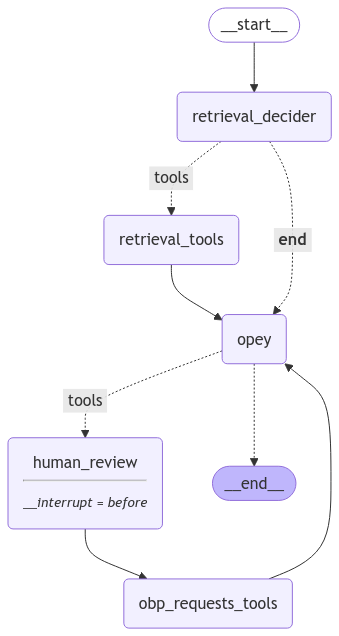 __start__
retrieval_decider
tools
retrieval_tools
end
opey
tools
human_review
__interrupt = before
__end__
obp_requests_tools